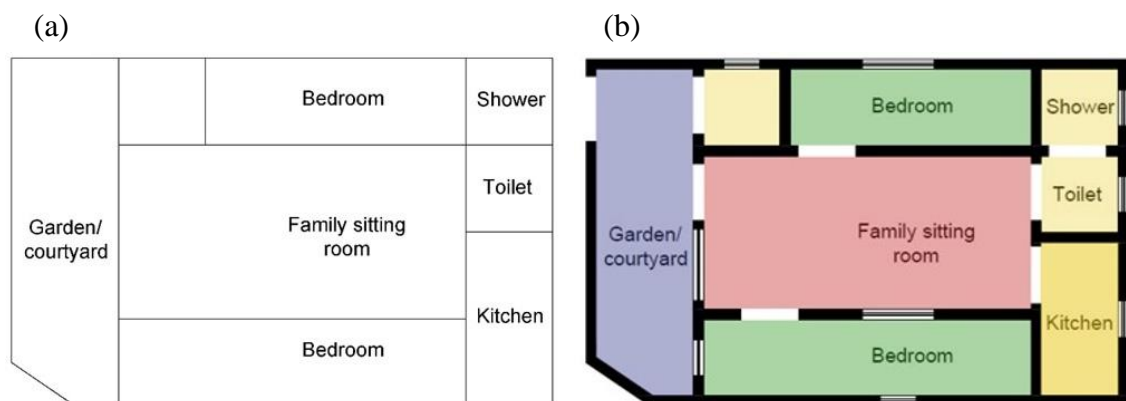 (a)
Bedroom
Shower
Toilet
Garden/
courtyard
Family sitting
room
Kitchen
Bedroom
(b)
Bedroom
Shower
Toilet
Garden/
courtyard
Family sitting
room
Kitchen
Bedroom